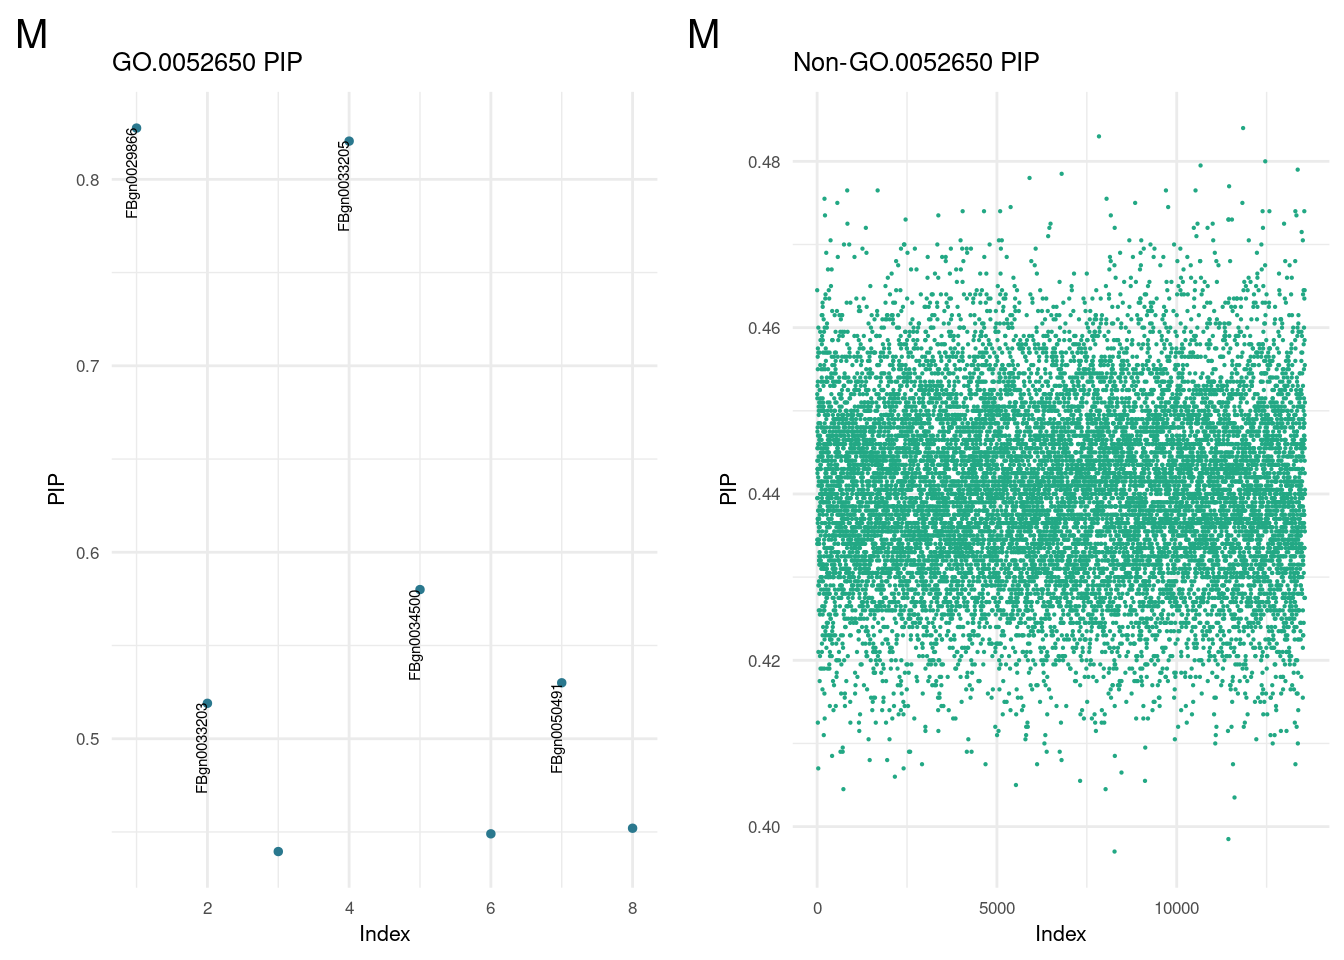 M
GO.0052650 PIP
PIP
0.8
0.7
0.6
0.5
FBgn0029866
FBgn0033203
FBgn0033205
FBgn0034500
FBgn0050491
2
4
6
8
Index
M
Non-GO.0052650 PIP
PIP
0.48
0.46
0.44
0.42
0.40
0
5000
10000
Index